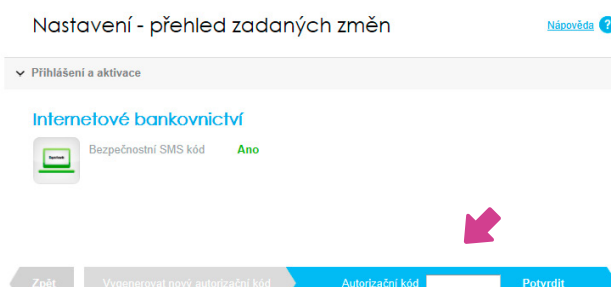 Nastavení - přehled zadaných změn
Nápověda ?
Přihlášení a aktivace
Internetové bankovnictví
Bezpečnostní SMS kód Ano
Zpět Vygenerovat nový autorizační kód Autorizační kód Potvrdit